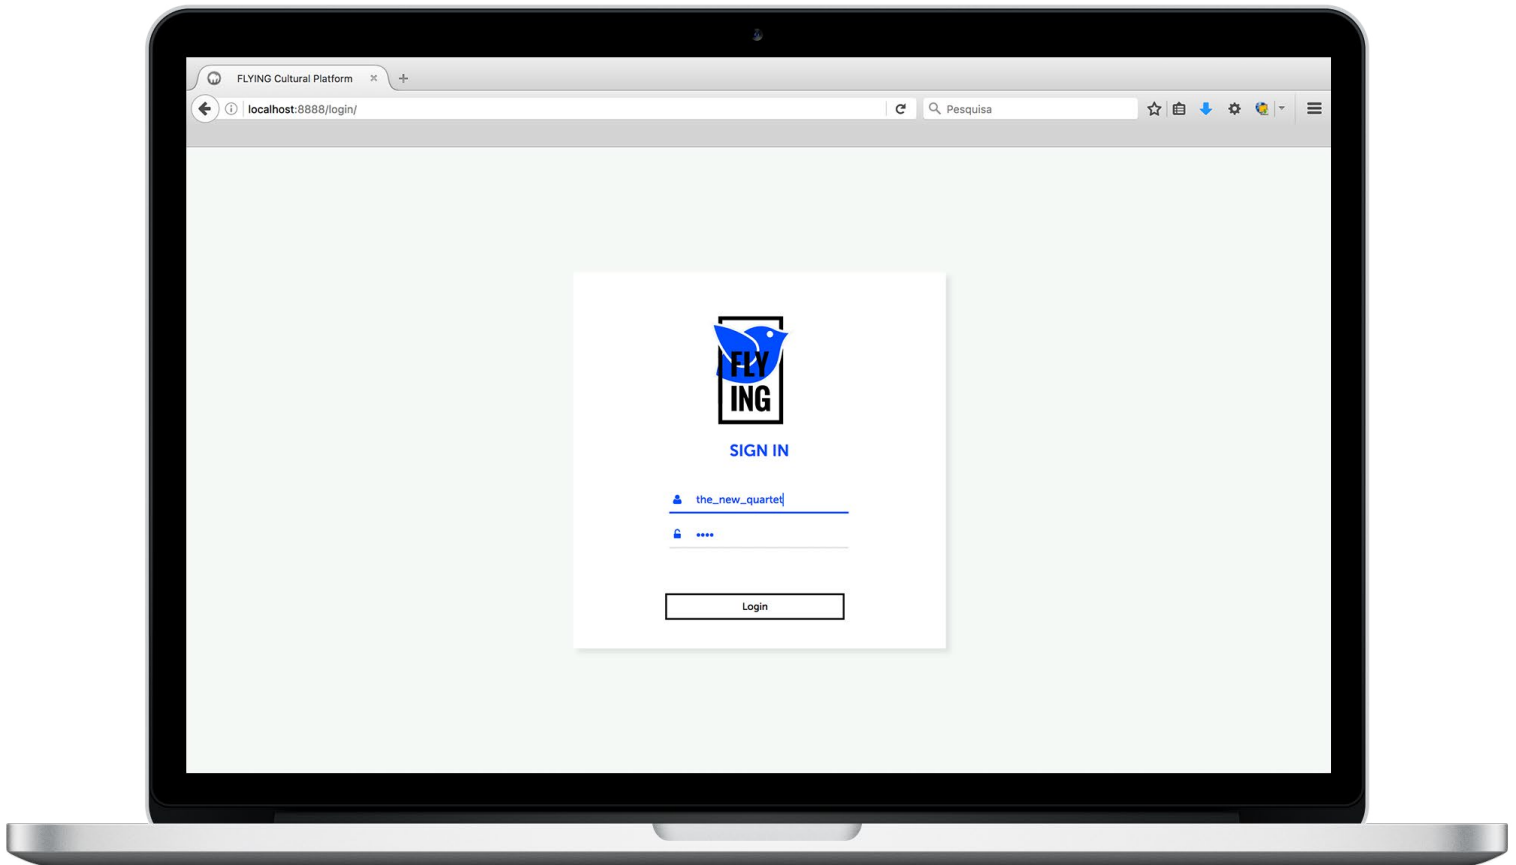 FLYING Cultural Platform
localhost:8888/login/
Pesquisa
FLY
ING
SIGN IN
the_new_quartet
••••
Login